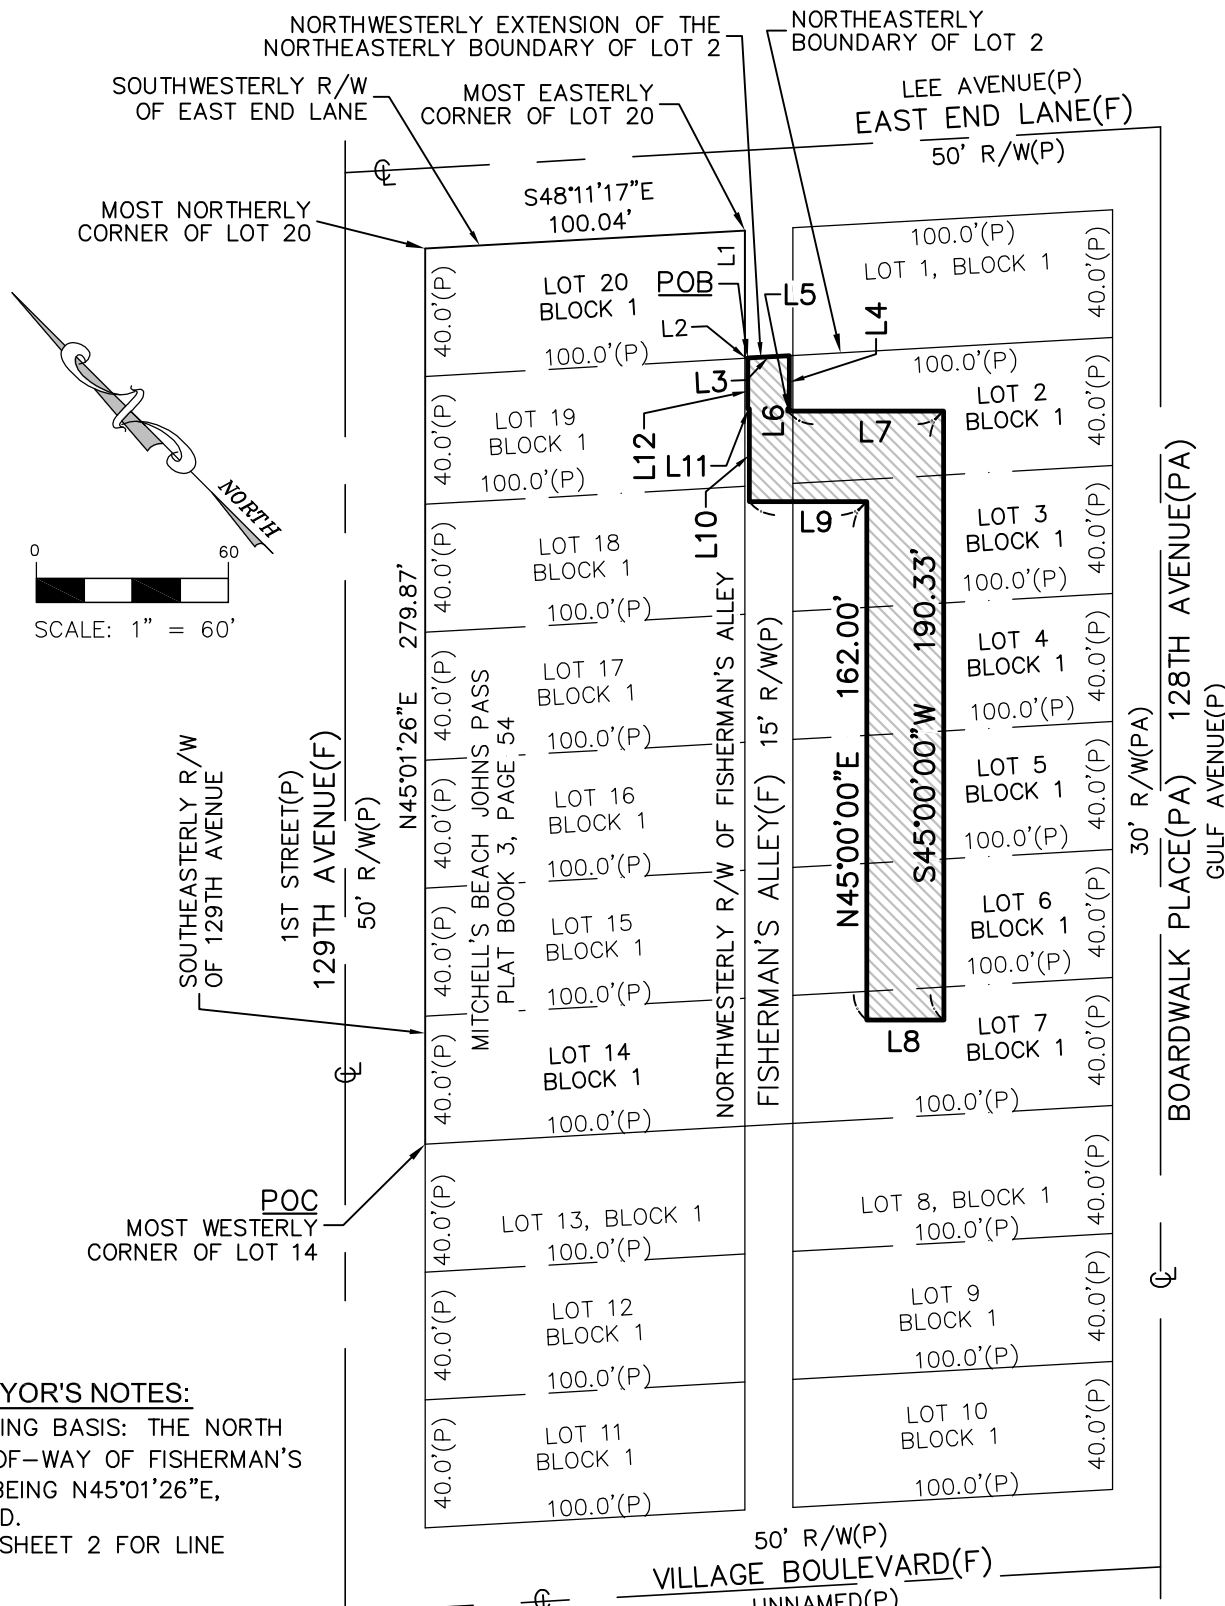 NORTHWESTERLY EXTENSION OF THE
NORTHEASTERLY BOUNDARY OF LOT 2
NORTHEASTERLY
BOUNDARY OF LOT 2
SOUTHWESTERLY R/W
OF EAST END LANE
MOST EASTERLY
CORNER OF LOT 20
LEE AVENUE(P)
EAST END LANE(F)
50' R/W(P)
MOST NORTHERLY
CORNER OF LOT 20
S48°11'17"E
100.04'
L1
100.0'(P)
LOT 1, BLOCK 1
40.0'(P)
40.0'(P)
LOT 20
BLOCK 1
100.0'(P)
POB
L2
L3
L5
L4
L6
L7
L12
L11
L10
L9
L8
100.0'(P)
LOT 2
BLOCK 1
40.0'(P)
40.0'(P)
LOT 19
BLOCK 1
100.0'(P)
LOT 3
BLOCK 1
100.0'(P)
40.0'(P)
40.0'(P)
LOT 18
BLOCK 1
100.0'(P)
LOT 4
BLOCK 1
100.0'(P)
40.0'(P)
40.0'(P)
LOT 17
BLOCK 1
100.0'(P)
LOT 5
BLOCK 1
100.0'(P)
40.0'(P)
40.0'(P)
LOT 16
BLOCK 1
100.0'(P)
LOT 6
BLOCK 1
100.0'(P)
40.0'(P)
40.0'(P)
LOT 15
BLOCK 1
100.0'(P)
LOT 7
BLOCK 1
100.0'(P)
40.0'(P)
40.0'(P)
LOT 14
BLOCK 1
100.0'(P)
NORTH
0 60
SCALE: 1" = 60'
N45°01'26"E 279.87'
MITCHELL'S BEACH JOHNS PASS
PLAT BOOK 3, PAGE 54
NORTHWESTERLY R/W OF FISHERMAN'S ALLEY
FISHERMAN'S ALLEY(F) 15' R/W(P)
N45°00'00"E 162.00'
S45°00'00"W 190.33'
SOUTHEASTERLY R/W
OF 129TH AVENUE
1ST STREET(P)
129TH AVENUE(F)
50' R/W(P)
30' R/W(PA)
BOARDWALK PLACE(PA) 128TH AVENUE(PA)
GULF AVENUE(P)
POC
MOST WESTERLY
CORNER OF LOT 14
40.0'(P)
LOT 13, BLOCK 1
100.0'(P)
LOT 8, BLOCK 1
100.0'(P)
40.0'(P)
40.0'(P)
LOT 12
BLOCK 1
100.0'(P)
LOT 9
BLOCK 1
100.0'(P)
40.0'(P)
40.0'(P)
LOT 11
BLOCK 1
100.0'(P)
LOT 10
BLOCK 1
100.0'(P)
40.0'(P)
YOR'S NOTES:
ING BASIS: THE NORTH
OF-WAY OF FISHERMAN'S
BEING N45°01'26"E,
D.
SHEET 2 FOR LINE
50' R/W(P)
VILLAGE BOULEVARD(F)
UNNAMED(P)